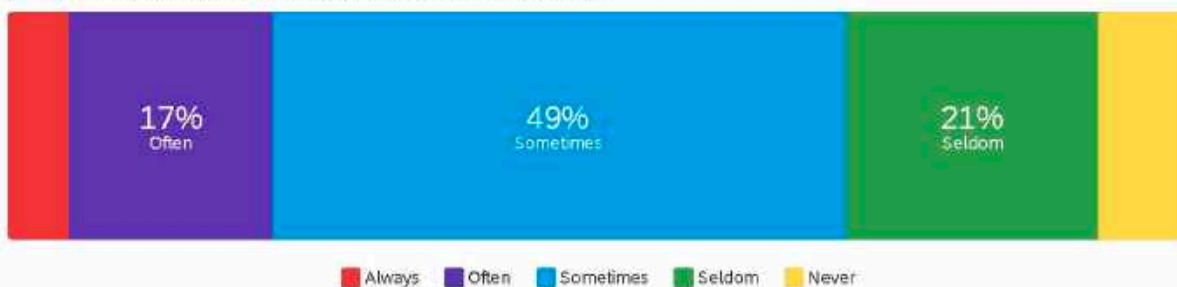 17% 49% 21%
Often Sometimes Seldom
Always Often Sometimes Seldom Never